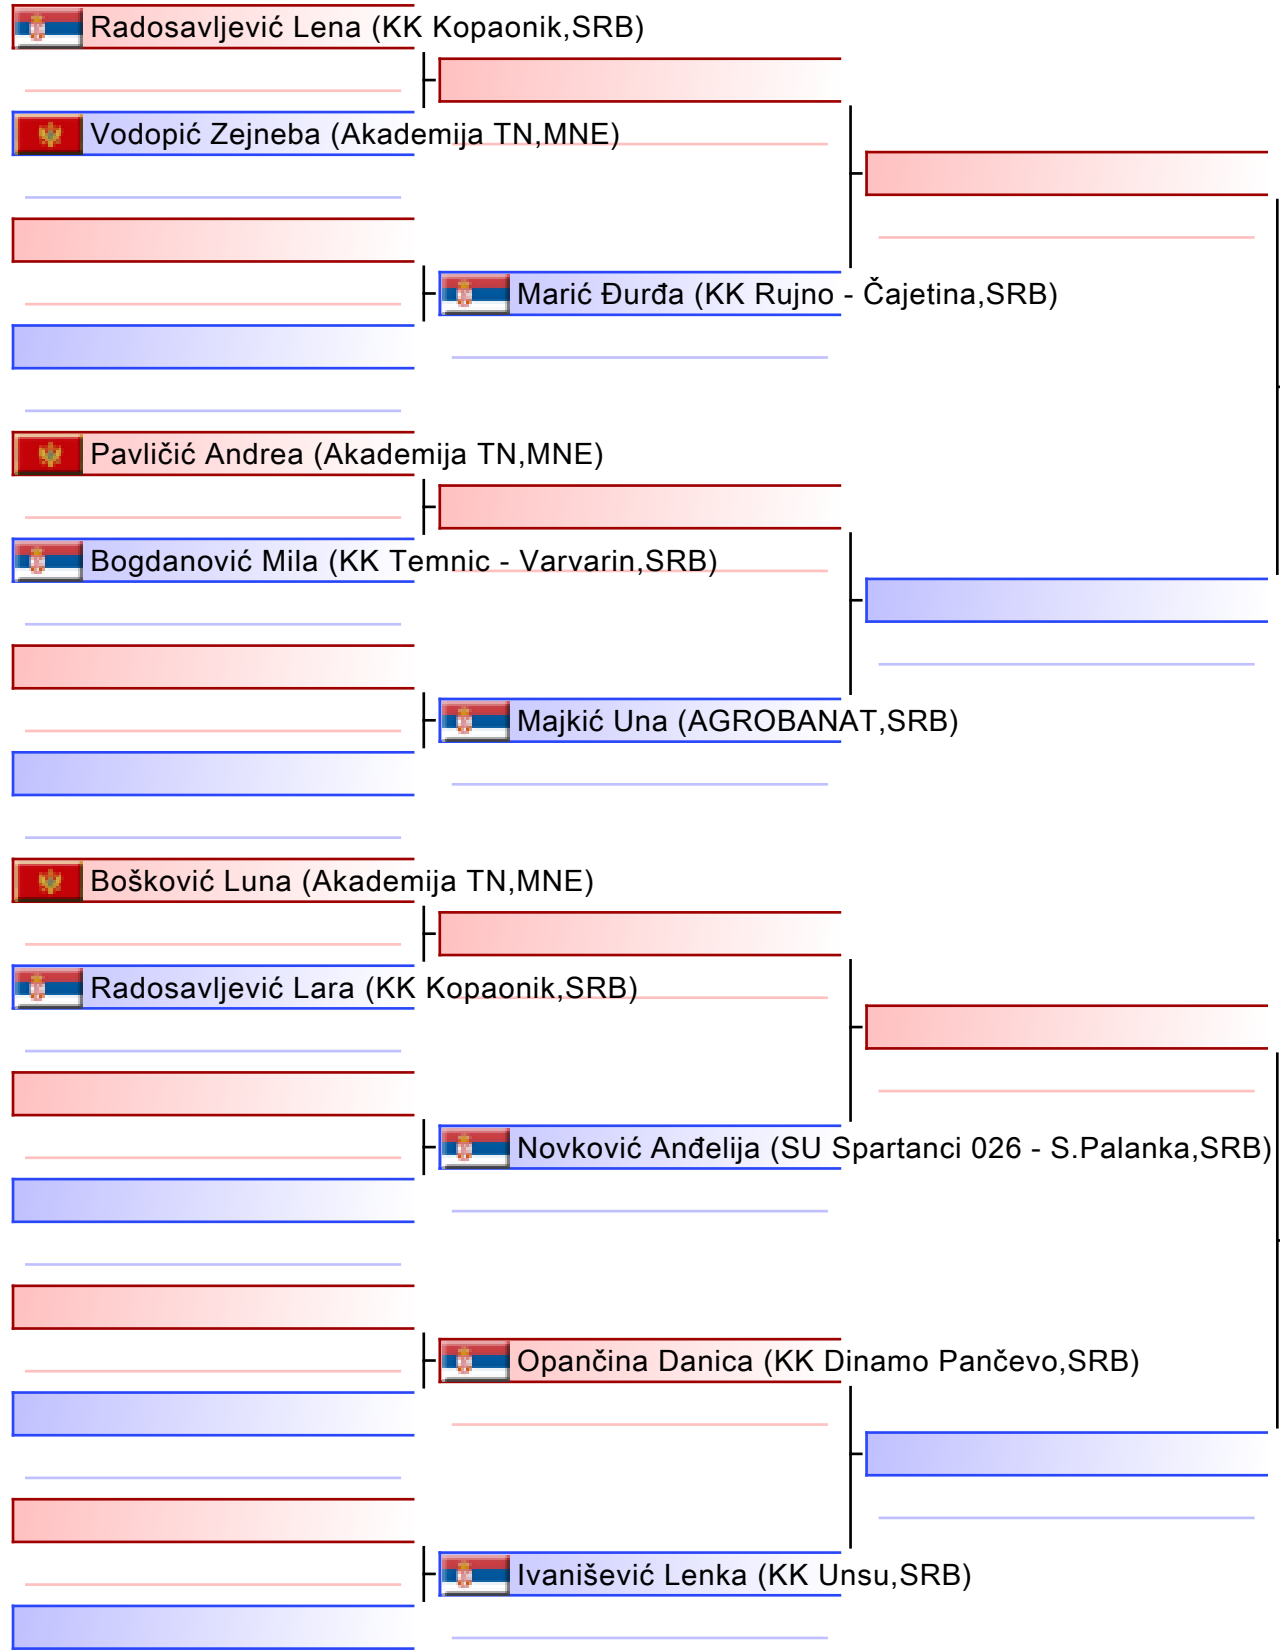 Radosavljević Lena (KK Kopaonik,SRB)
Vodopić Zejneba (Akademija TN,MNE)
Marić Đurđa (KK Rujno - Čajetina,SRB)
Pavličić Andrea (Akademija TN,MNE)
Bogdanović Mila (KK Temnic - Varvarin,SRB)
Majkić Una (AGROBANAT,SRB)
Bošković Luna (Akademija TN,MNE)
Radosavljević Lara (KK Kopaonik,SRB)
Novković Anđelija (SU Spartanci 026 - S.Palanka,SRB)
Opančina Danica (KK Dinamo Pančevo,SRB)
Ivanišević Lenka (KK Unsu,SRB)